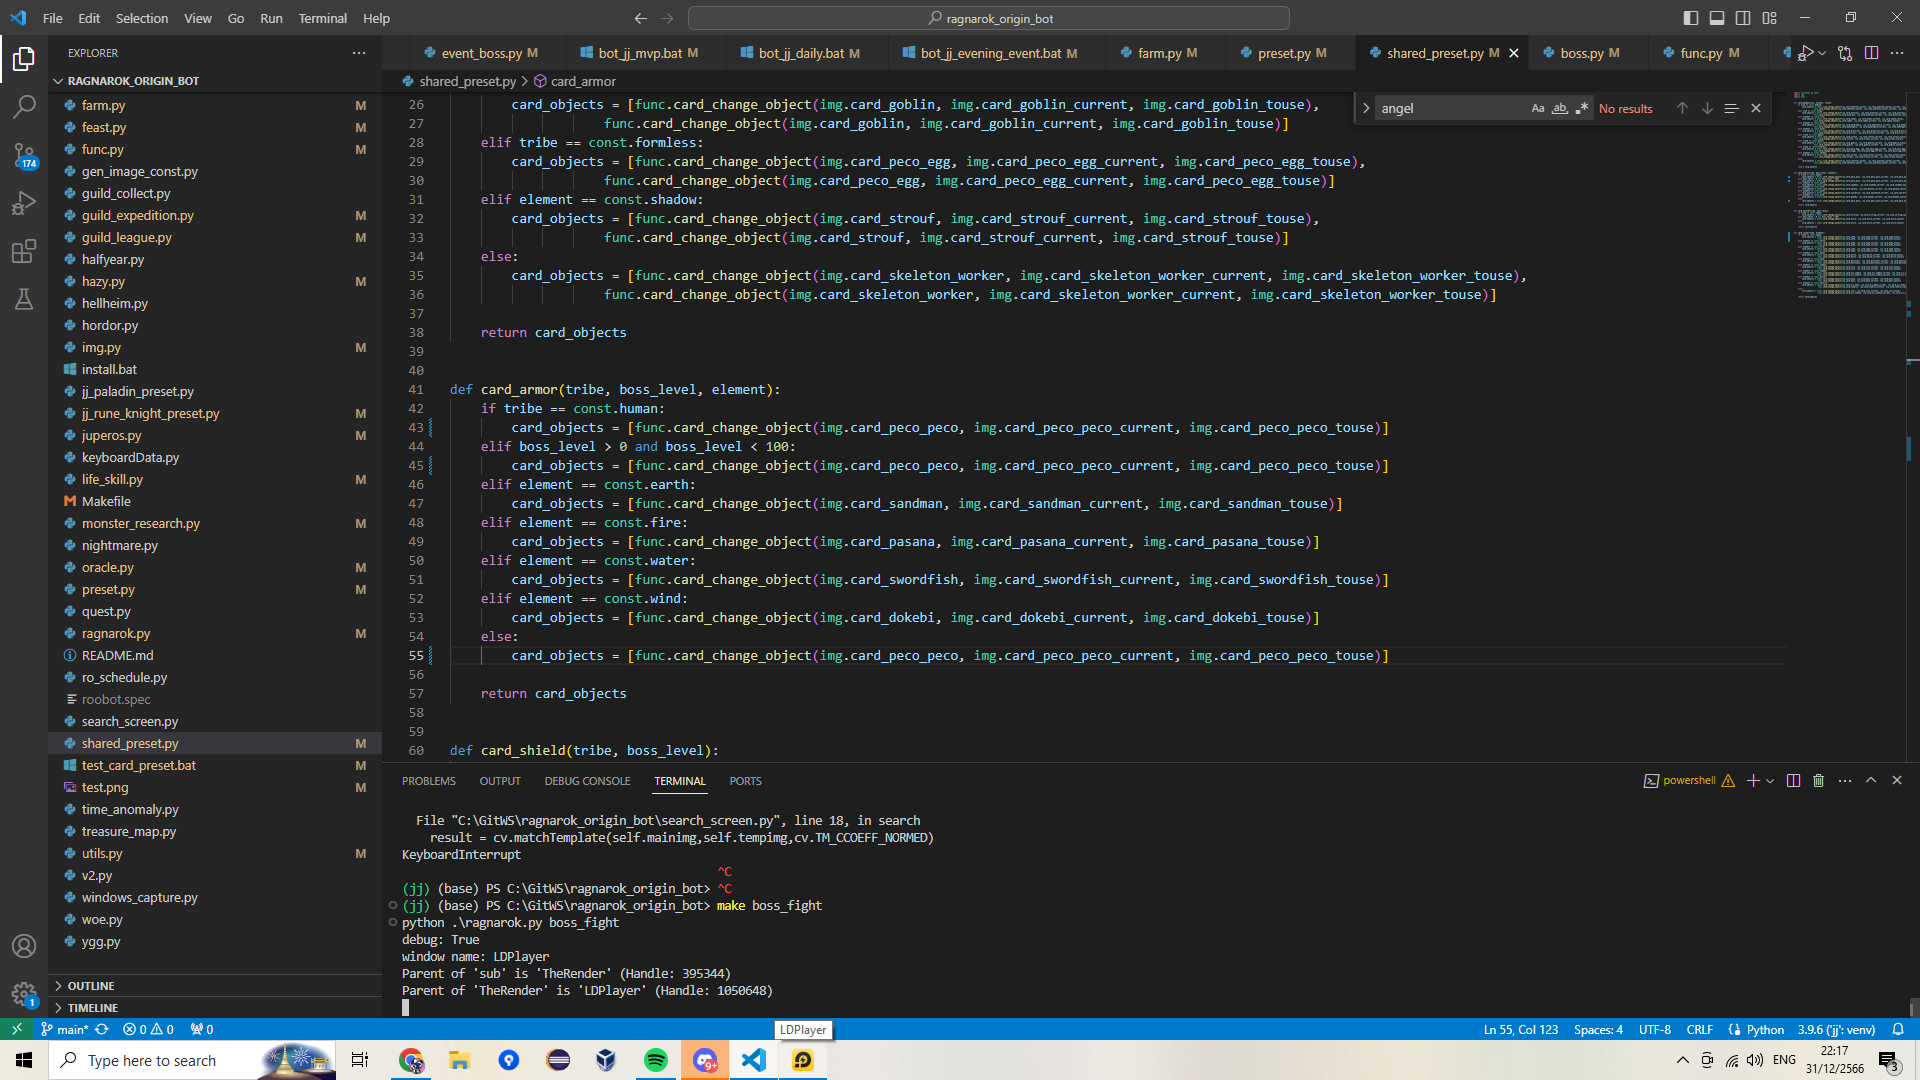 File Edit Selection View Go Run Terminal Help
ragnarok_origin_bot
EXPLORER
event_boss.py M
bot_jj_mvp.bat M
bot_jj_daily.bat M
bot_jj_evening_event.bat M
farm.py M
preset.py M
shared_preset.py M
boss.py M
func.py M
RAGNAROK_ORIGIN_BOT
shared_preset.py > card_armor
angel
Aa ab .*
No results
farm.py M
feast.py M
func.py M
gen_image_const.py
guild_collect.py
guild_expedition.py M
guild_league.py M
halfyear.py
hazy.py M
hellheim.py
hordor.py
img.py M
install.bat
jj_paladin_preset.py
jj_rune_knight_preset.py M
juperos.py M
keyboardData.py
life_skill.py M
Makefile
monster_research.py M
nightmare.py
oracle.py M
preset.py M
quest.py
ragnarok.py M
README.md
ro_schedule.py
roobot.spec
search_screen.py
shared_preset.py M
test_card_preset.bat M
test.png M
time_anomaly.py
treasure_map.py
utils.py M
v2.py
windows_capture.py
woe.py
ygg.py
OUTLINE
TIMELINE
174
1
26 card_objects = [func.card_change_object(img.card_goblin, img.card_goblin_current, img.card_goblin_touse),
27 func.card_change_object(img.card_goblin, img.card_goblin_current, img.card_goblin_touse)]
28 elif tribe == const.formless:
29 card_objects = [func.card_change_object(img.card_peco_egg, img.card_peco_egg_current, img.card_peco_egg_touse),
30 func.card_change_object(img.card_peco_egg, img.card_peco_egg_current, img.card_peco_egg_touse)]
31 elif element == const.shadow:
32 card_objects = [func.card_change_object(img.card_strouf, img.card_strouf_current, img.card_strouf_touse),
33 func.card_change_object(img.card_strouf, img.card_strouf_current, img.card_strouf_touse)]
34 else:
35 card_objects = [func.card_change_object(img.card_skeleton_worker, img.card_skeleton_worker_current, img.card_skeleton_worker_touse),
36 func.card_change_object(img.card_skeleton_worker, img.card_skeleton_worker_current, img.card_skeleton_worker_touse)]
37
38 return card_objects
39
40
41 def card_armor(tribe, boss_level, element):
42 if tribe == const.human:
43 card_objects = [func.card_change_object(img.card_peco_peco, img.card_peco_peco_current, img.card_peco_peco_touse)]
44 elif boss_level > 0 and boss_level < 100:
45 card_objects = [func.card_change_object(img.card_peco_peco, img.card_peco_peco_current, img.card_peco_peco_touse)]
46 elif element == const.earth:
47 card_objects = [func.card_change_object(img.card_sandman, img.card_sandman_current, img.card_sandman_touse)]
48 elif element == const.fire:
49 card_objects = [func.card_change_object(img.card_pasana, img.card_pasana_current, img.card_pasana_touse)]
50 elif element == const.water:
51 card_objects = [func.card_change_object(img.card_swordfish, img.card_swordfish_current, img.card_swordfish_touse)]
52 elif element == const.wind:
53 card_objects = [func.card_change_object(img.card_dokebi, img.card_dokebi_current, img.card_dokebi_touse)]
54 else:
55 card_objects = [func.card_change_object(img.card_peco_peco, img.card_peco_peco_current, img.card_peco_peco_touse)]
56
57 return card_objects
58
59
60 def card_shield(tribe, boss_level):
PROBLEMS OUTPUT DEBUG CONSOLE TERMINAL PORTS
powershell
File "C:\GitWS\ragnarok_origin_bot\search_screen.py", line 18, in search
result = cv.matchTemplate(self.mainimg,self.tempimg,cv.TM_CCOEFF_NORMED)
KeyboardInterrupt
^C
(jj) (base) PS C:\GitWS\ragnarok_origin_bot> ^C
(jj) (base) PS C:\GitWS\ragnarok_origin_bot> make boss_fight
python .\ragnarok.py boss_fight
debug: True
window name: LDPlayer
Parent of 'sub' is 'TheRender' (Handle: 395344)
Parent of 'TheRender' is 'LDPlayer' (Handle: 1050648)
main* 0 0 0
LDPlayer
Ln 55, Col 123 Spaces: 4 UTF-8 CRLF Python 3.9.6 ('jj': venv)
Type here to search
9+
ENG
22:17
31/12/2566
3